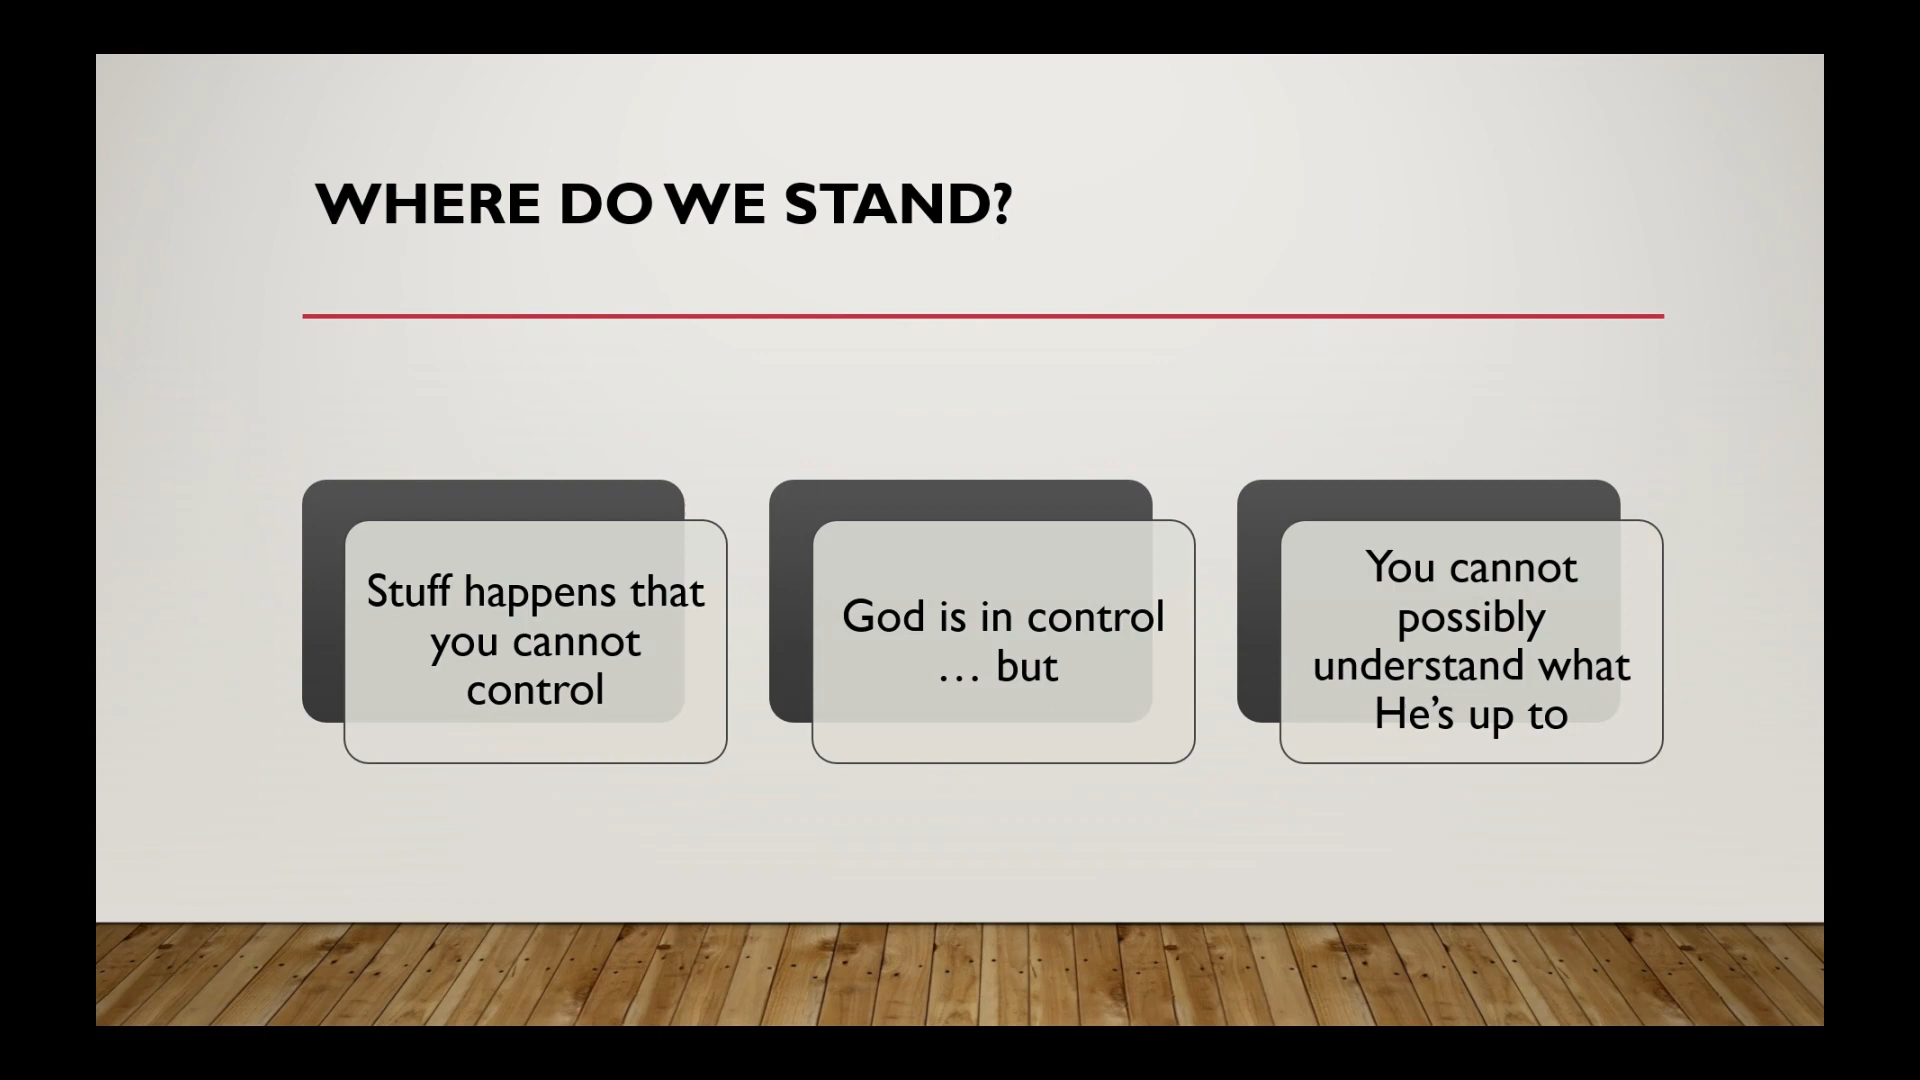 WHERE DO WE STAND?
Stuff happens that
you cannot
control
God is in control
… but
You cannot
possibly
understand what
He’s up to